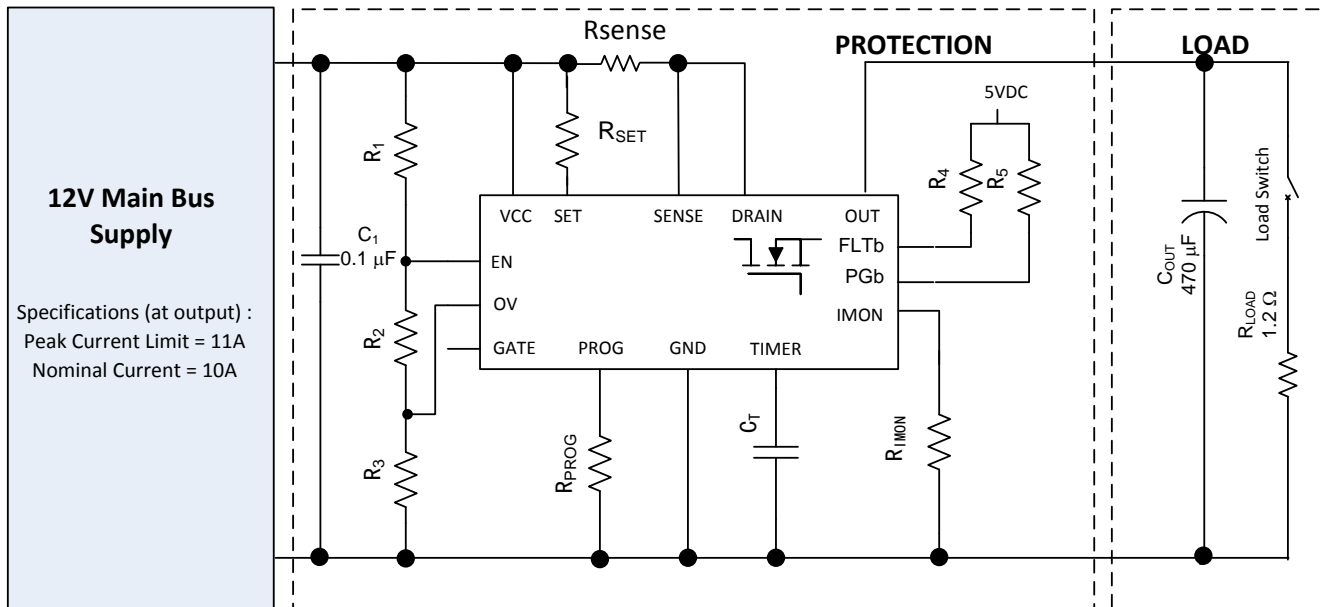 Rsense
PROTECTION
LOAD
5VDC
R1
RSET
R4
R5
12V Main Bus
Supply
VCC
SET
SENSE
DRAIN
OUT
FLTb
Load Switch
C1
0.1 µF
EN
PGb
COUT
470 µF
Specifications (at output) :
Peak Current Limit = 11A
Nominal Current = 10A
OV
IMON
R2
GATE
PROG
GND
TIMER
RLOAD
1.2 Ω
R3
RPROG
CT
RIMON